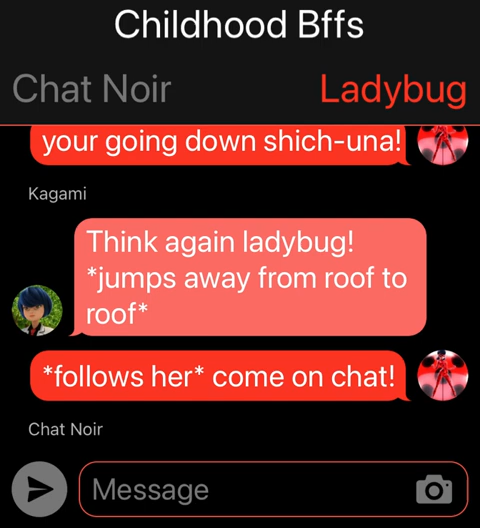 Childhood Bffs
Chat Noir
Ladybug
your going down shich-una!
Kagami
Think again ladybug!
*jumps away from roof to
roof*
*follows her* come on chat!
Chat Noir
Message